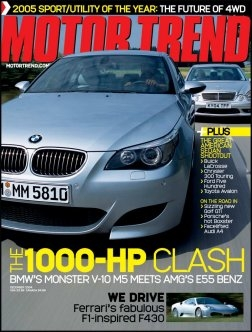 2005 SPORT/UTILITY OF THE YEAR: THE FUTURE OF 4WD
MOTOR TREND
MOTORTREND.COM
PLUS
THE GREAT
AMERICAN
SEDAN
SHOOTOUT
Buick
LaCrosse
Chrysler
300 Touring
Ford Five
Hundred
Toyota Avalon
ON THE ROAD IN
Sizzling new
Golf GTI
Porsche's
hot Boxster
Facelifted
Audi A4
MM 5810
THE 1000-HP CLASH
BMW'S MONSTER V-10 M5 MEETS AMG'S E55 BENZ
DECEMBER 2004
WE DRIVE
Ferrari's fabulous
F1-inspired F430